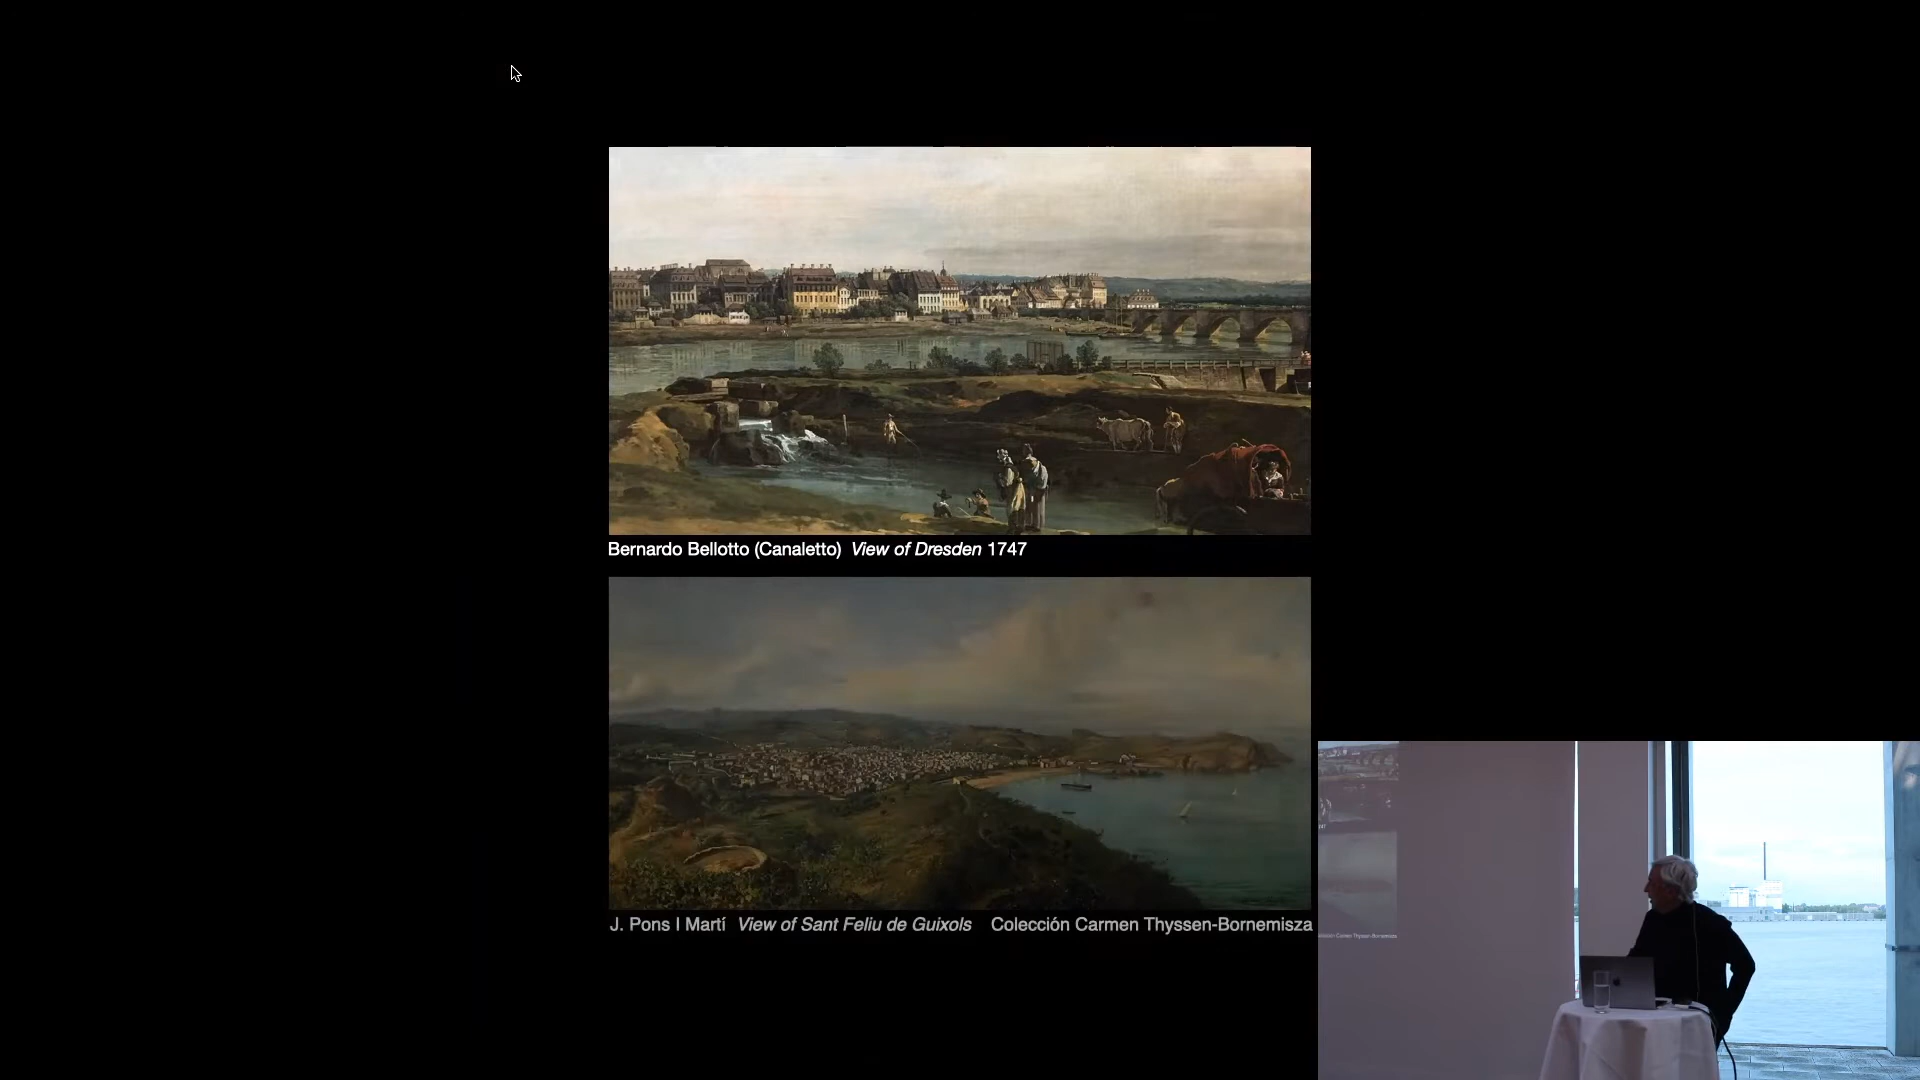 Bernardo Bellotto (Canaletto) View of Dresden 1747
J. Pons I Martí View of Sant Feliu de Guixols Colección Carmen Thyssen-Bornemisza